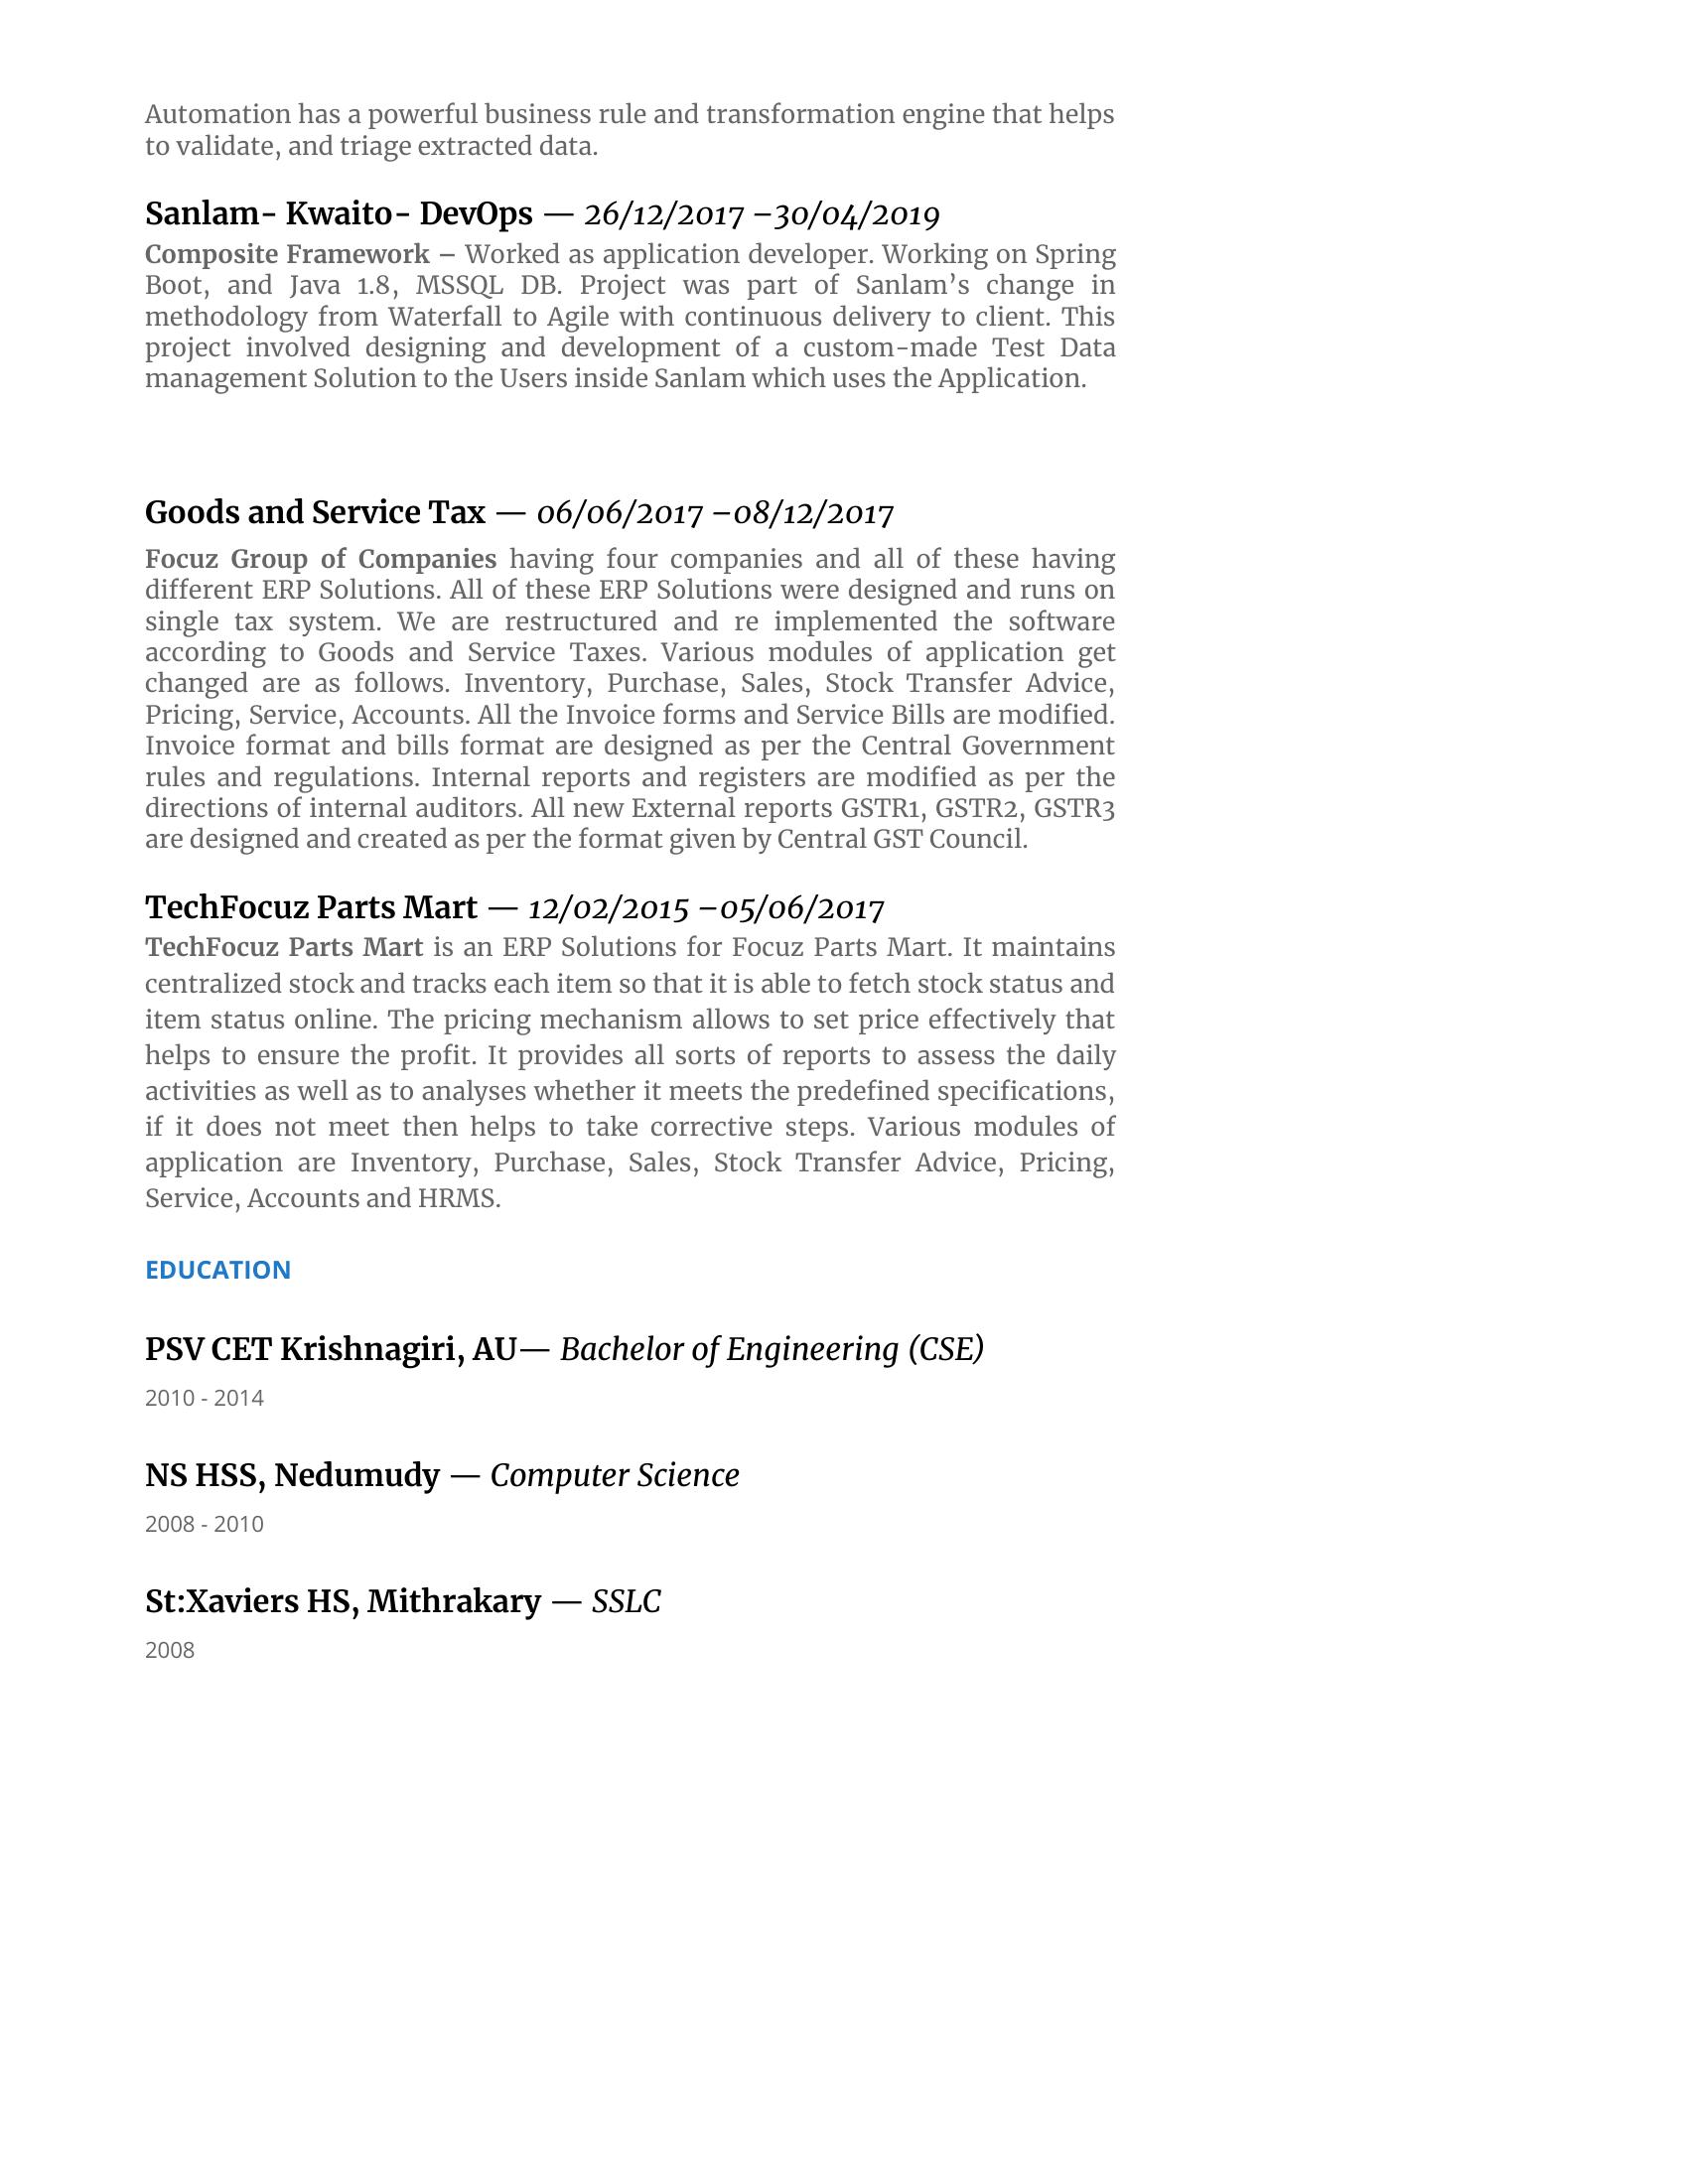 Automation has a powerful business rule and transformation engine that helps
to validate, and triage extracted data.
Sanlam- Kwaito- DevOps — 26/12/2017 –30/04/2019
Composite Framework – Worked as application developer. Working on Spring
Boot, and Java 1.8, MSSQL DB. Project was part of Sanlam’s change in
methodology from Waterfall to Agile with continuous delivery to client. This
project involved designing and development of a custom-made Test Data
management Solution to the Users inside Sanlam which uses the Application.
Goods and Service Tax — 06/06/2017 –08/12/2017
Focuz Group of Companies having four companies and all of these having
different ERP Solutions. All of these ERP Solutions were designed and runs on
single tax system. We are restructured and re implemented the software
according to Goods and Service Taxes. Various modules of application get
changed are as follows. Inventory, Purchase, Sales, Stock Transfer Advice,
Pricing, Service, Accounts. All the Invoice forms and Service Bills are modified.
Invoice format and bills format are designed as per the Central Government
rules and regulations. Internal reports and registers are modified as per the
directions of internal auditors. All new External reports GSTR1, GSTR2, GSTR3
are designed and created as per the format given by Central GST Council.
TechFocuz Parts Mart — 12/02/2015 –05/06/2017
TechFocuz Parts Mart is an ERP Solutions for Focuz Parts Mart. It maintains
centralized stock and tracks each item so that it is able to fetch stock status and
item status online. The pricing mechanism allows to set price effectively that
helps to ensure the profit. It provides all sorts of reports to assess the daily
activities as well as to analyses whether it meets the predefined specifications,
if it does not meet then helps to take corrective steps. Various modules of
application are Inventory, Purchase, Sales, Stock Transfer Advice, Pricing,
Service, Accounts and HRMS.
EDUCATION
PSV CET Krishnagiri, AU— Bachelor of Engineering (CSE)
2010 - 2014
NS HSS, Nedumudy — Computer Science
2008 - 2010
St:Xaviers HS, Mithrakary — SSLC
2008